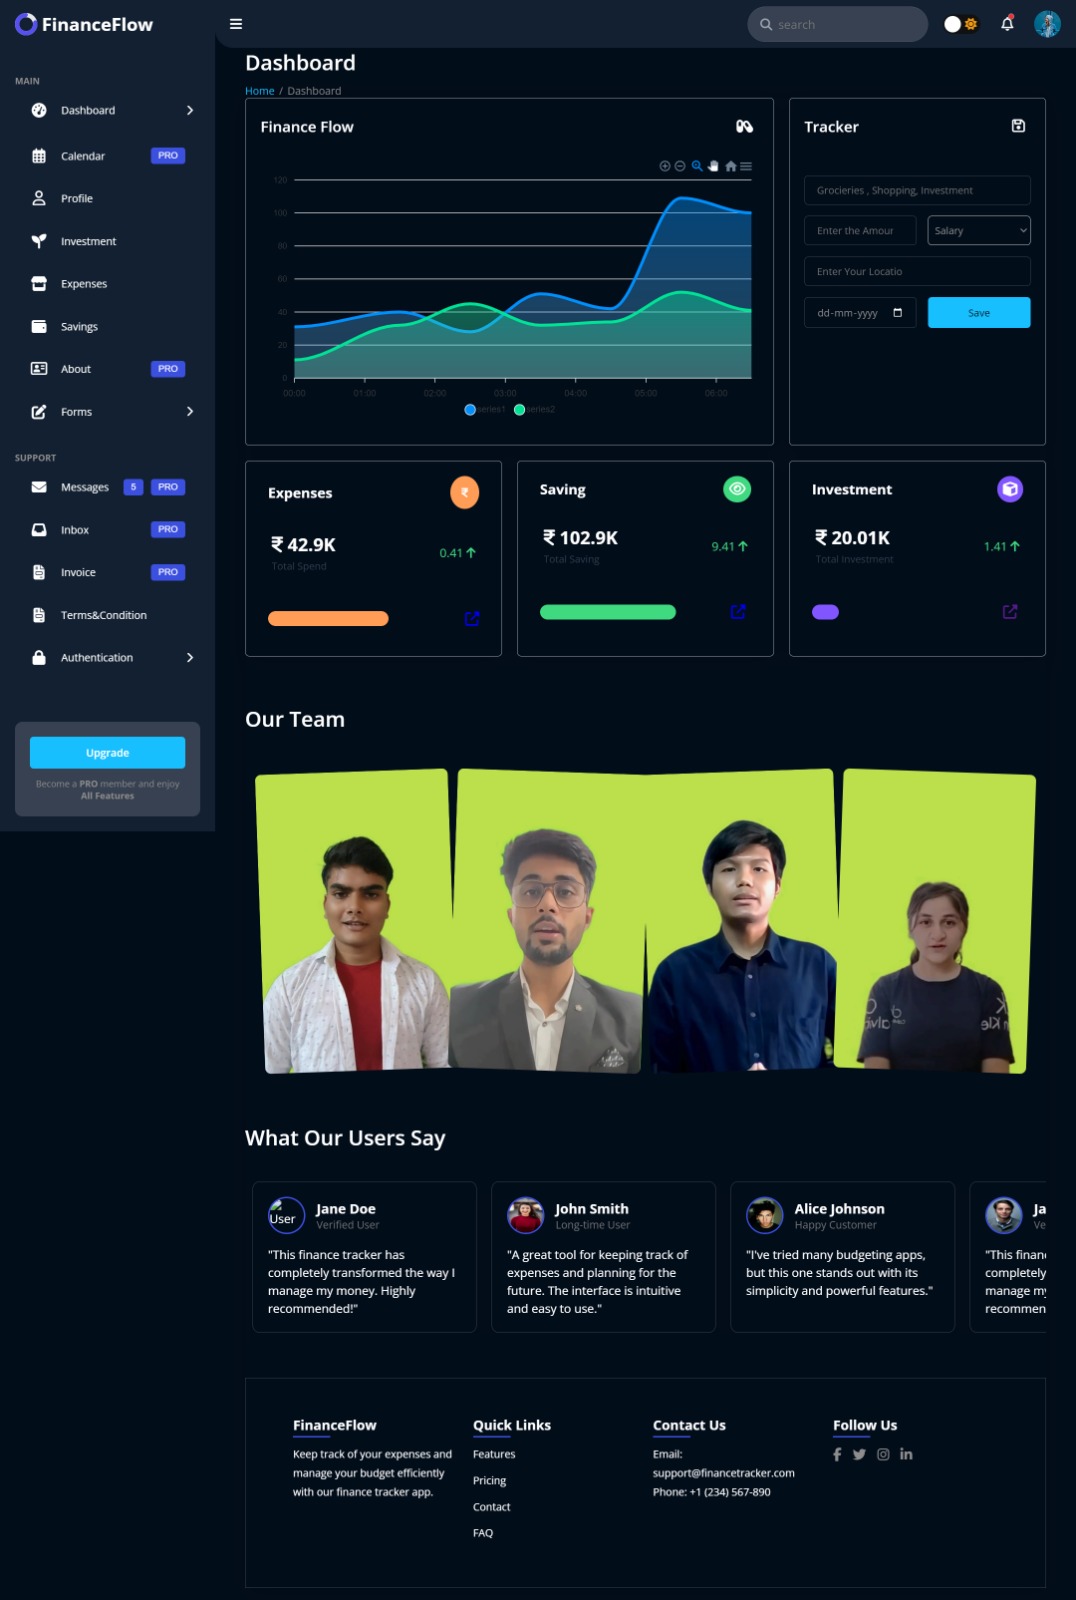 FinanceFlow
search
MAIN
Dashboard
Calendar PRO
Profile
Investment
Expenses
Savings
About PRO
Forms
SUPPORT
Messages 5 PRO
Inbox PRO
Invoice PRO
Terms&Condition
Authentication
Upgrade
Become a PRO member and enjoy
All Features
Dashboard
Home / Dashboard
Finance Flow
120
100
80
60
40
20
0
00:00 01:00 02:00 03:00 04:00 05:00 06:00
series1 series2
Tracker
Grocieries , Shopping, Investment
Enter the Amour Salary
Enter Your Locatio
dd-mm-yyyy Save
Expenses
₹
₹ 42.9K
Total Spend
0.41
Saving
₹ 102.9K
Total Saving
9.41
Investment
₹ 20.01K
Total Investment
1.41
Our Team
What Our Users Say
User
Jane Doe
Verified User
"This finance tracker has
completely transformed the way I
manage my money. Highly
recommended!"
John Smith
Long-time User
"A great tool for keeping track of
expenses and planning for the
future. The interface is intuitive
and easy to use."
Alice Johnson
Happy Customer
"I've tried many budgeting apps,
but this one stands out with its
simplicity and powerful features."
Ja
Ve
"This financ
completely
manage my
recommen
FinanceFlow
Keep track of your expenses and
manage your budget efficiently
with our finance tracker app.
Quick Links
Features
Pricing
Contact
FAQ
Contact Us
Email:
support@financetracker.com
Phone: +1 (234) 567-890
Follow Us